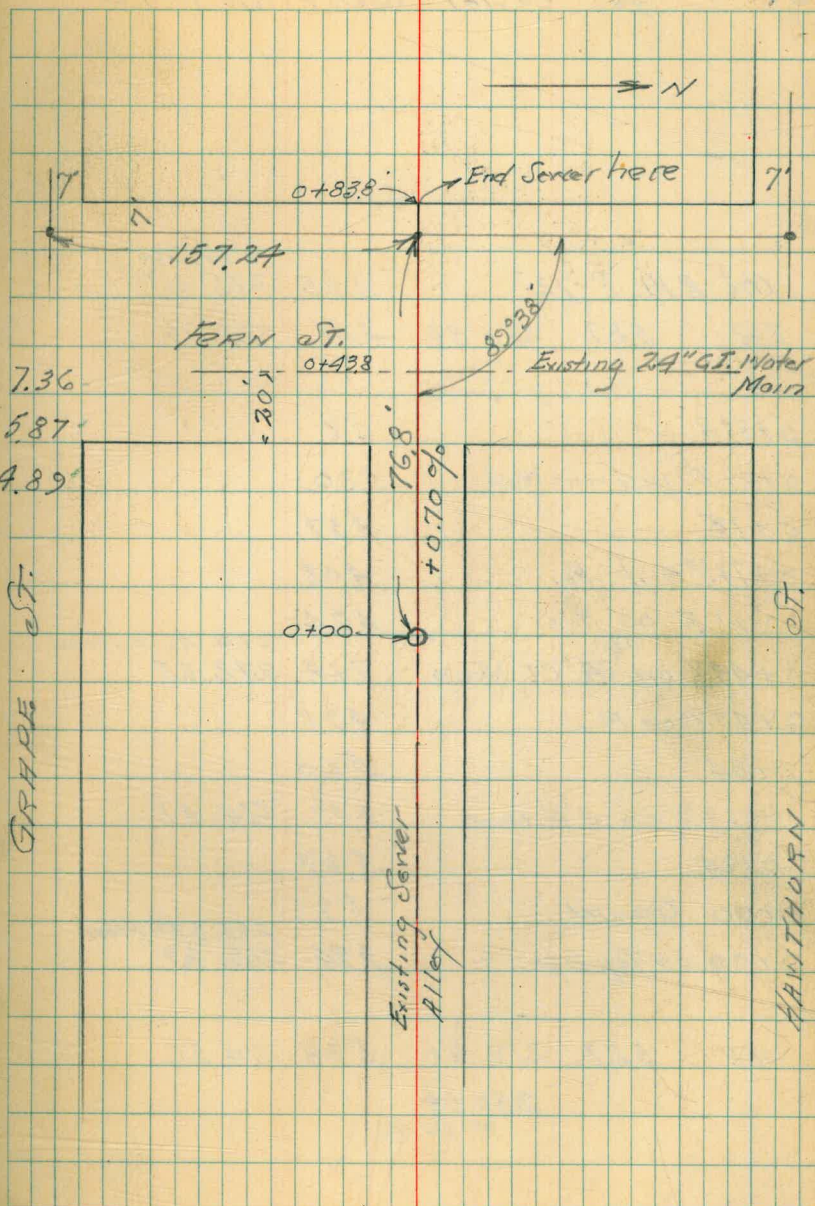 N
7'
0+83.8'
End Sewer here
7'
7'
157.24
89°38'
FERN ST.
0+43.8
Existing 24" C.I. Water
Main
20'
7.36
5.87
4.89
76.8'
+0.70%
0+00
GRAPE ST.
HAWTHORN ST.
Existing Sewer
Alley